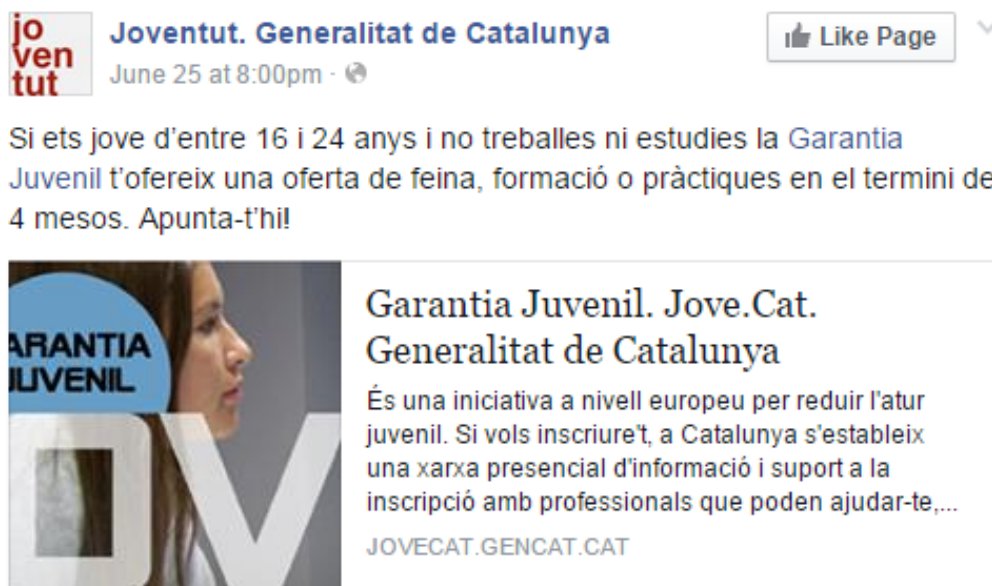 jo
ven
tut
Joventut. Generalitat de Catalunya
June 25 at 8:00pm ·
Like Page
Si ets jove d'entre 16 i 24 anys i no treballes ni estudies la Garantia
Juvenil t'ofereix una oferta de feina, formació o pràctiques en el termini de
4 mesos. Apunta-t'hi!
ARANTIA
JUVENIL
OV
Garantia Juvenil. Jove.Cat.
Generalitat de Catalunya
És una iniciativa a nivell europeu per reduir l'atur
juvenil. Si vols inscriure't, a Catalunya s'estableix
una xarxa presencial d'informació i suport a la
inscripció amb professionals que poden ajudar-te,...
JOVECAT.GENCAT.CAT